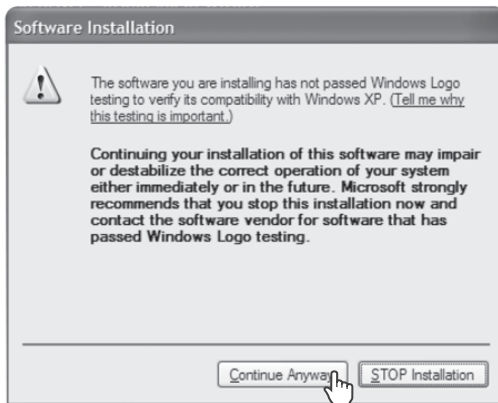 Software Installation
The software you are installing has not passed Windows Logo
testing to verify its compatibility with Windows XP. (Tell me why
this testing is important.)
Continuing your installation of this software may impair
or destabilize the correct operation of your system
either immediately or in the future. Microsoft strongly
recommends that you stop this installation now and
contact the software vendor for software that has
passed Windows Logo testing.
Continue Anyway
STOP Installation